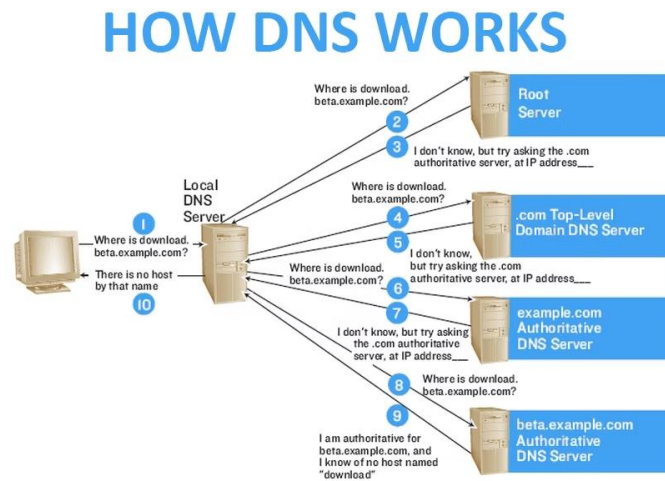 HOW DNS WORKS
Where is download.
beta.example.com?
2
3
Root
Server
I don't know, but try asking the .com
authoritative server, at IP address___
Local
DNS
Server
1
Where is download.
beta.example.com?
There is no host
by that name
10
Where is download.
beta.example.com?
4
5
.com Top-Level
Domain DNS Server
I don't know,
but try asking the .com
authoritative server, at IP address___
Where is download.
beta.example.com?
6
7
example.com
Authoritative
DNS Server
I don't know, but try asking
the .com authoritative
server, at IP address___
8
Where is download.
beta.example.com?
9
I am authoritative for
beta.example.com, and
I know of no host named
"download"
beta.example.com
Authoritative
DNS Server